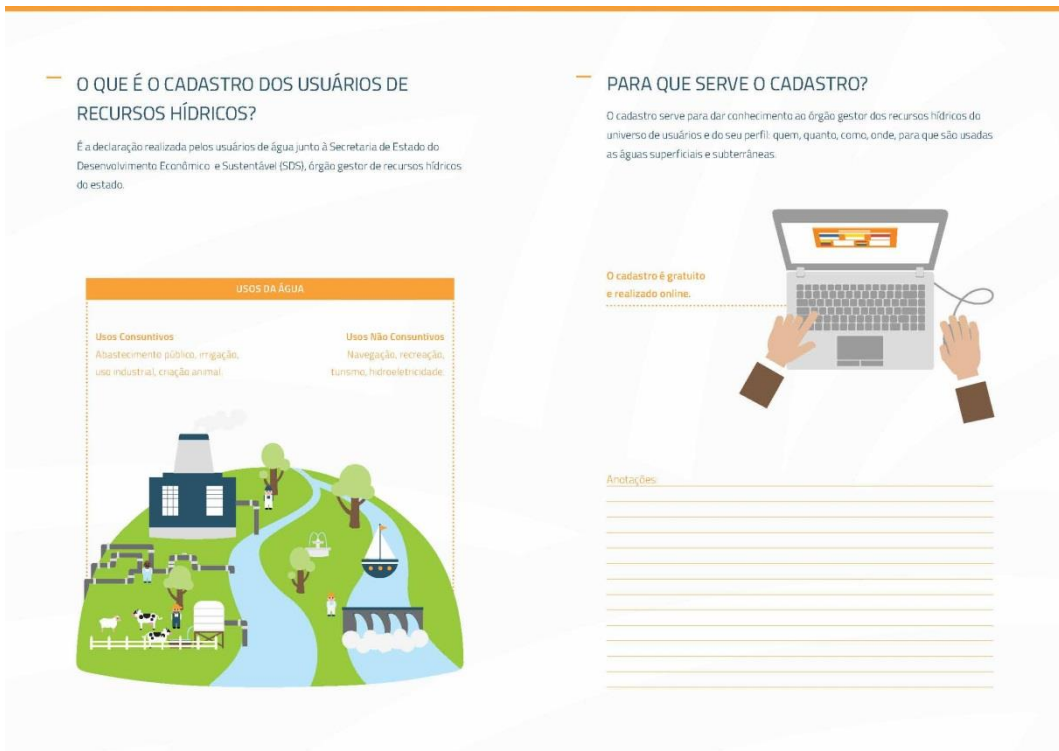 O QUE É O CADASTRO DOS USUÁRIOS DE
RECURSOS HÍDRICOS?
É a declaração realizada pelos usuários de água junto à Secretaria de Estado do
Desenvolvimento Econômico e Sustentável (SDS), órgão gestor de recursos hídricos
do estado.
USOS DA ÁGUA
Usos Consuntivos
Abastecimento público, irrigação,
uso industrial, criação animal.
Usos Não Consuntivos
Navegação, recreação,
turismo, hidroeletricidade.
PARA QUE SERVE O CADASTRO?
O cadastro serve para dar conhecimento ao órgão gestor dos recursos hídricos do
universo de usuários e do seu perfil: quem, quanto, como, onde, para que são usadas
as águas superficiais e subterrâneas.
O cadastro é gratuito
e realizado online.
Anotações: